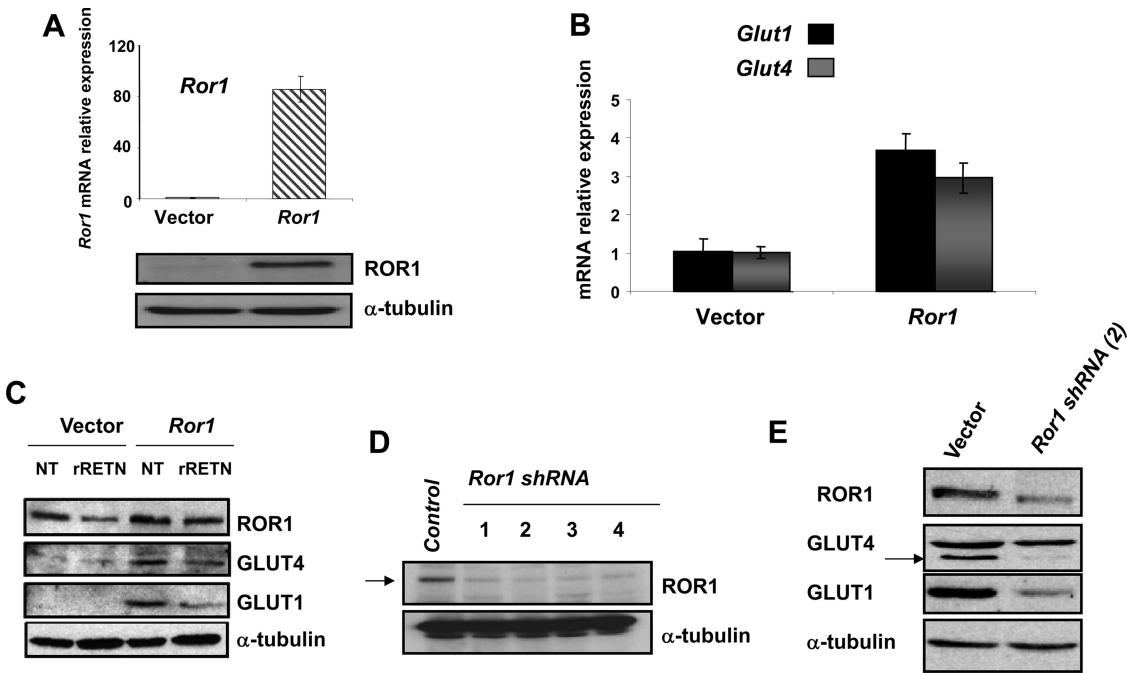 A
Ror1 mRNA relative expression
120
80
40
0
Ror1
Vector
Ror1
ROR1
α-tubulin
B
Glut1
Glut4
mRNA relative expression
5
4
3
2
1
0
Vector
Ror1
C
Vector Ror1
NT rRETN NT rRETN
ROR1
GLUT4
GLUT1
α-tubulin
D
Control
Ror1 shRNA
1 2 3 4
ROR1
α-tubulin
E
Vector
Ror1 shRNA (2)
ROR1
GLUT4
GLUT1
α-tubulin